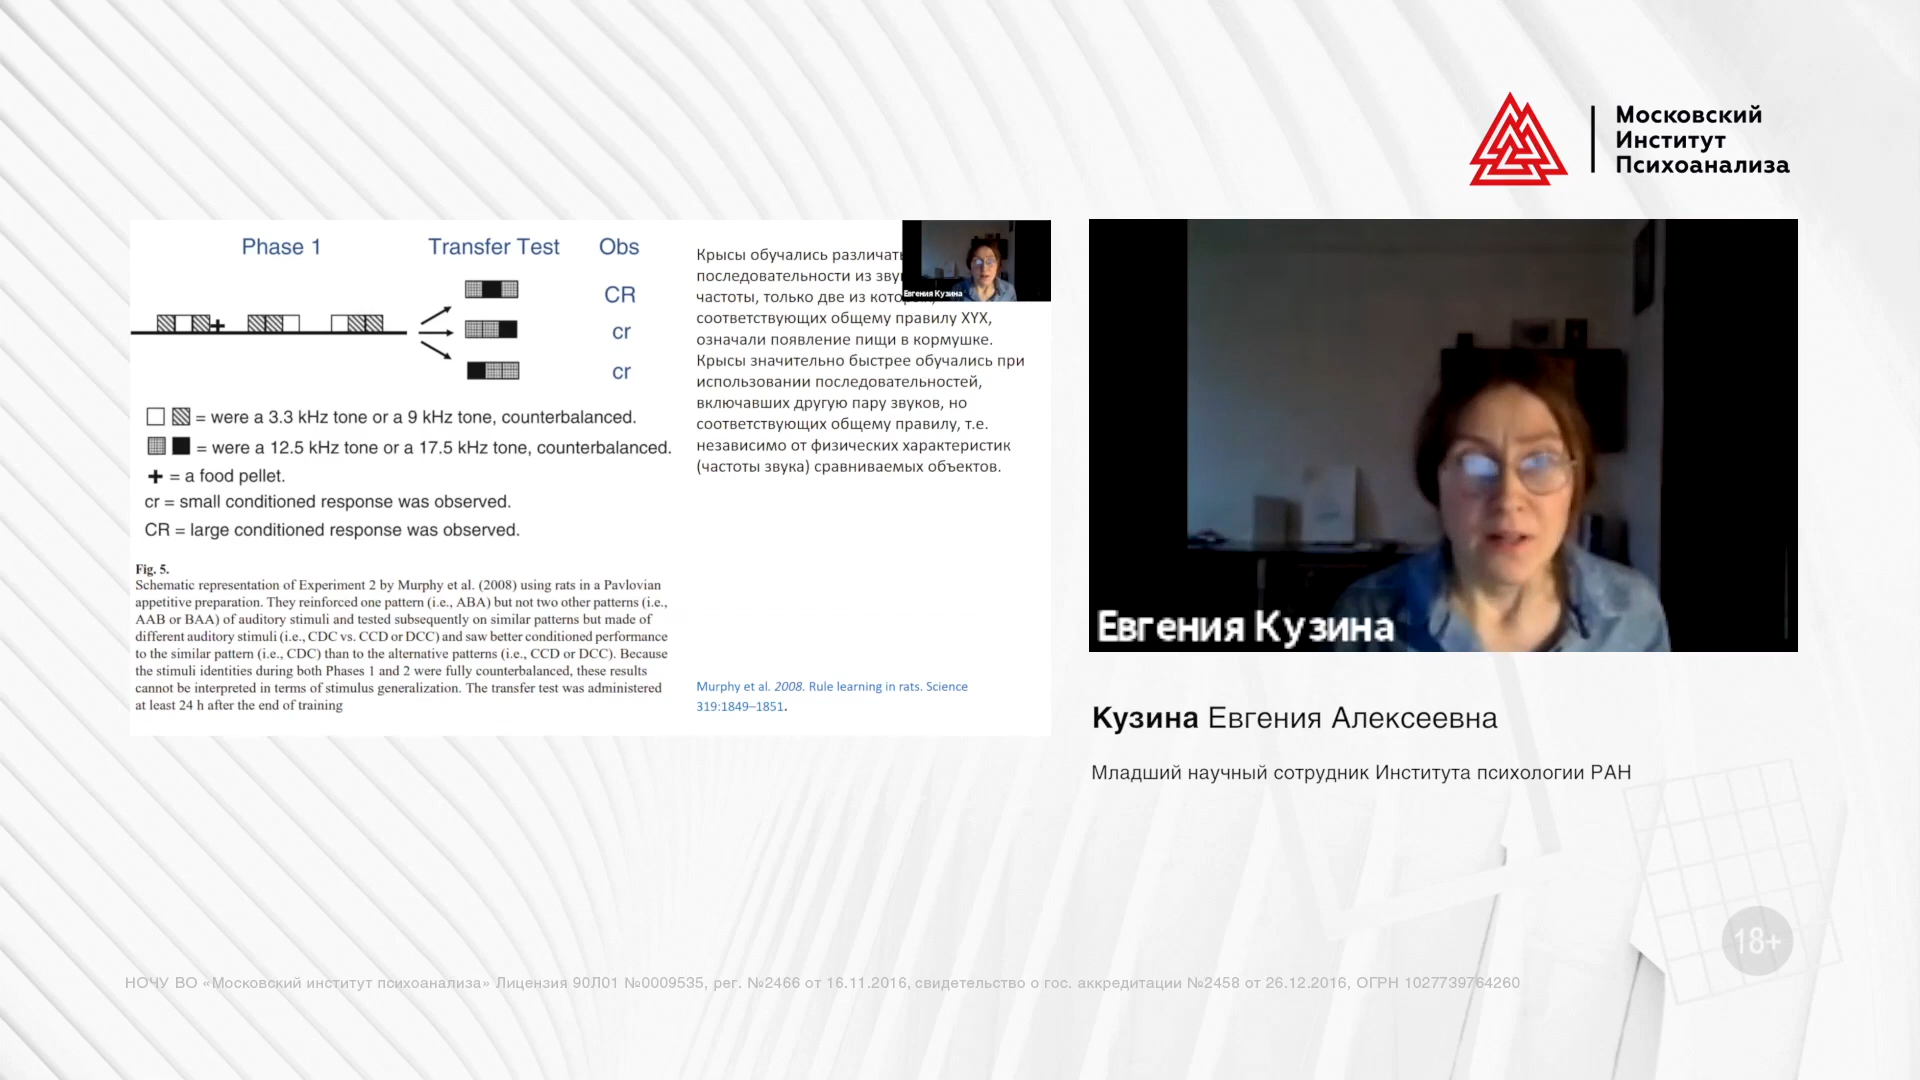 Московский
Институт
Психоанализа
Phase 1
Transfer Test
Obs
CR
cr
cr
= were a 3.3 kHz tone or a 9 kHz tone, counterbalanced.
= were a 12.5 kHz tone or a 17.5 kHz tone, counterbalanced.
+ = a food pellet.
cr = small conditioned response was observed.
CR = large conditioned response was observed.
Fig. 5.
Schematic representation of Experiment 2 by Murphy et al. (2008) using rats in a Pavlovian
appetitive preparation. They reinforced one pattern (i.e., ABA) but not two other patterns (i.e.,
AAB or BAA) of auditory stimuli and tested subsequently on similar patterns but made of
different auditory stimuli (i.e., CDC vs. CCD or DCC) and saw better conditioned performance
to the similar pattern (i.e., CDC) than to the alternative patterns (i.e., CCD or DCC). Because
the stimuli identities during both Phases 1 and 2 were fully counterbalanced, these results
cannot be interpreted in terms of stimulus generalization. The transfer test was administered
at least 24 h after the end of training
Крысы обучались различать
последовательности из
частоты, только две из
соответствующих общему правилу XYX,
означали появление пищи в кормушке.
Крысы значительно быстрее обучались при
использовании последовательностей,
включавших другую пару звуков, но
соответствующих общему правилу, т.е.
независимо от физических характеристик
(частоты звука) сравниваемых объектов.
Murphy et al. 2008. Rule learning in rats. Science
319:1849–1851.
Евгения Кузина
Евгения Кузина
Кузина Евгения Алексеевна
Младший научный сотрудник Института психологии РАН
18+
НОЧУ ВО «Московский институт психоанализа» Лицензия 90Л01 №0009535, рег. №2466 от 16.11.2016, свидетельство о гос. аккредитации №2458 от 26.12.2016, ОГРН 1027739764260